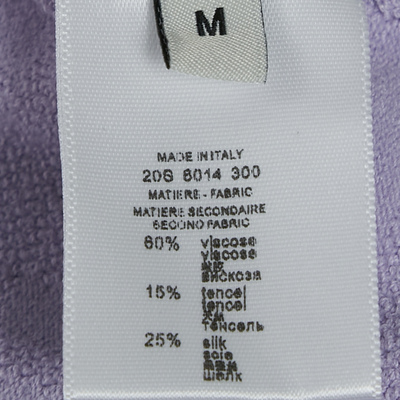 M
MADE IN ITALY
20S 6014 300
MATIERE - FABRIC
MATIERE SECONDAIRE
SECOND FABRIC
60% viscose
viscose
вискоза
15% tencel
tencel
тенсель
25% silk
soie
шелк